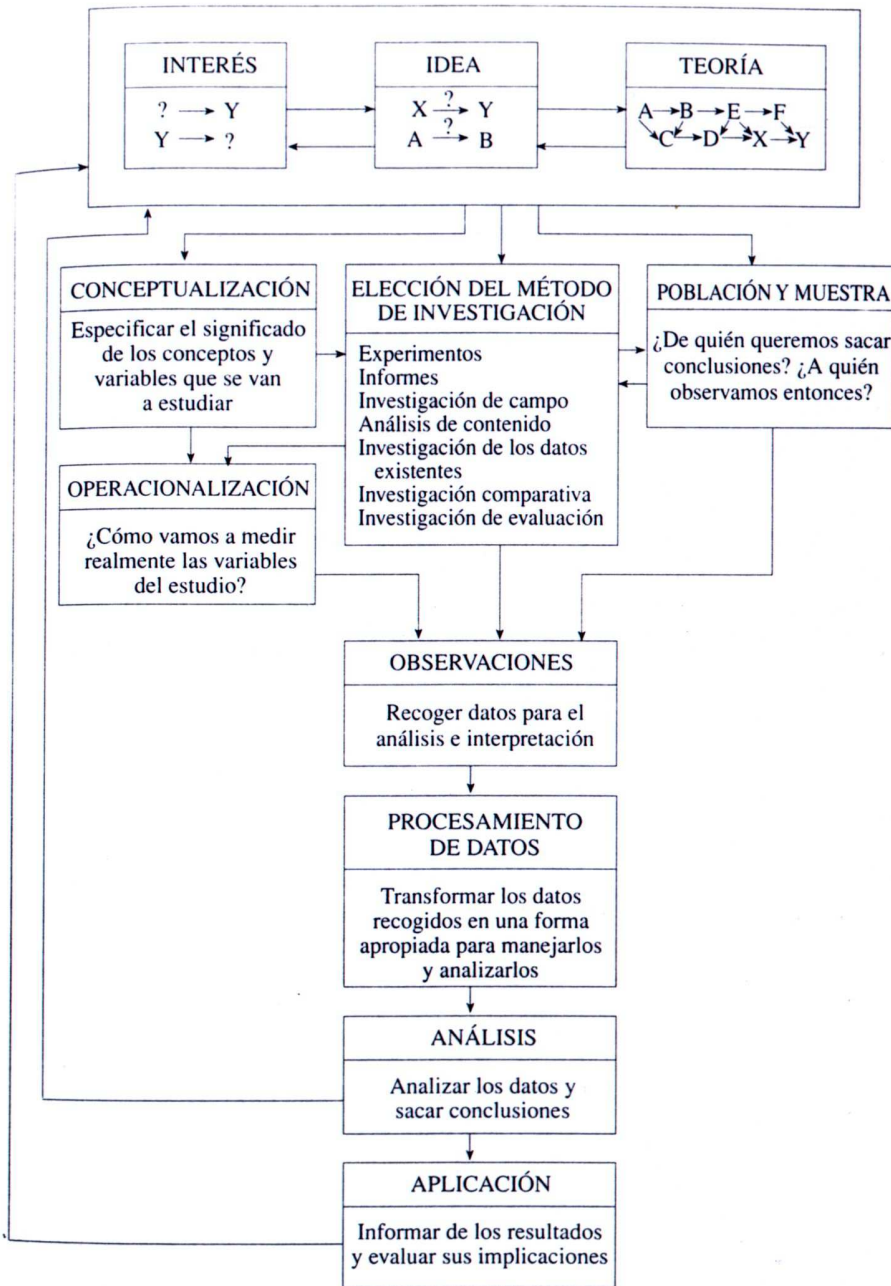 INTERÉS
? → Y
Y → ?
IDEA
?
X → Y
?
A → B
TEORÍA
A → B → E → F
C → D → X → Y
CONCEPTUALIZACIÓN
Especificar el significado
de los conceptos y
variables que se van
a estudiar
ELECCIÓN DEL MÉTODO
DE INVESTIGACIÓN
Experimentos
Informes
Investigación de campo
Análisis de contenido
Investigación de los datos
existentes
Investigación comparativa
Investigación de evaluación
POBLACIÓN Y MUESTRA
¿De quién queremos sacar
conclusiones? ¿A quién
observamos entonces?
OPERACIONALIZACIÓN
¿Cómo vamos a medir
realmente las variables
del estudio?
OBSERVACIONES
Recoger datos para el
análisis e interpretación
PROCESAMIENTO
DE DATOS
Transformar los datos
recogidos en una forma
apropiada para manejarlos
y analizarlos
ANÁLISIS
Analizar los datos y
sacar conclusiones
APLICACIÓN
Informar de los resultados
y evaluar sus implicaciones